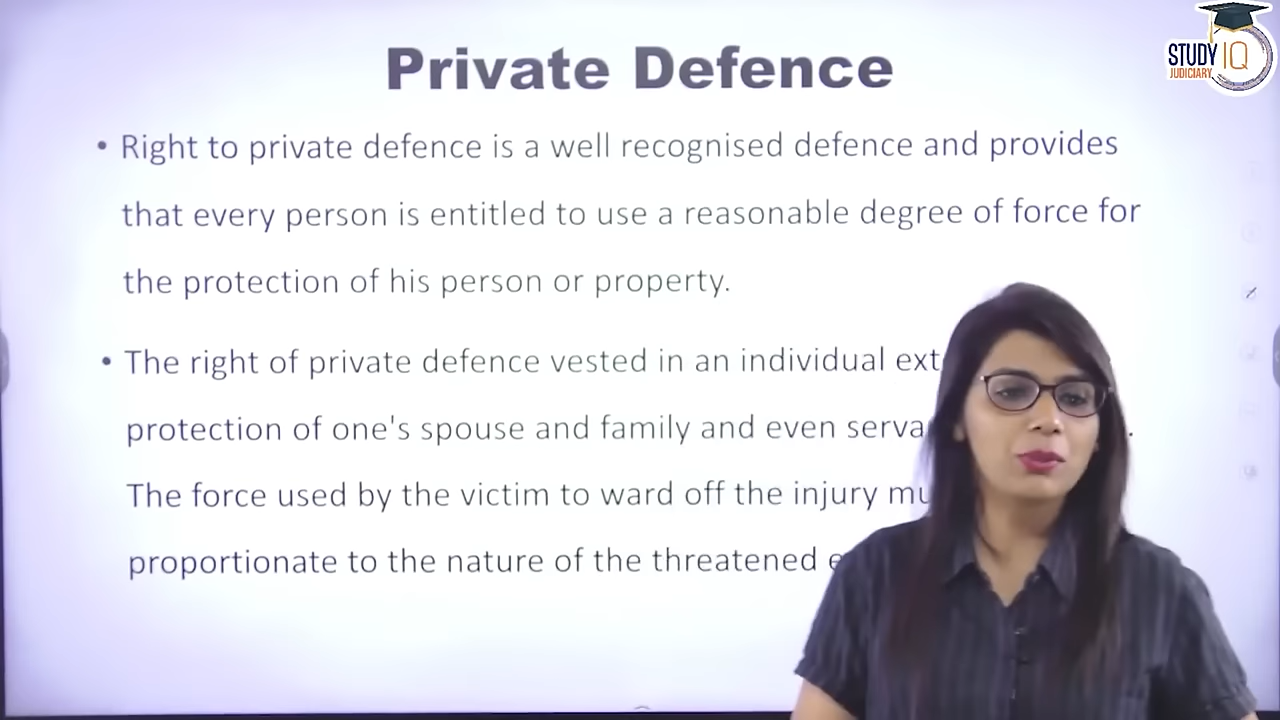 STUDY IQ
JUDICIARY
Private Defence
• Right to private defence is a well recognised defence and provides
that every person is entitled to use a reasonable degree of force for
the protection of his person or property.
• The right of private defence vested in an individual
protection of one's spouse and family and even
The force used by the victim to ward off the injury
proportionate to the nature of the threatened